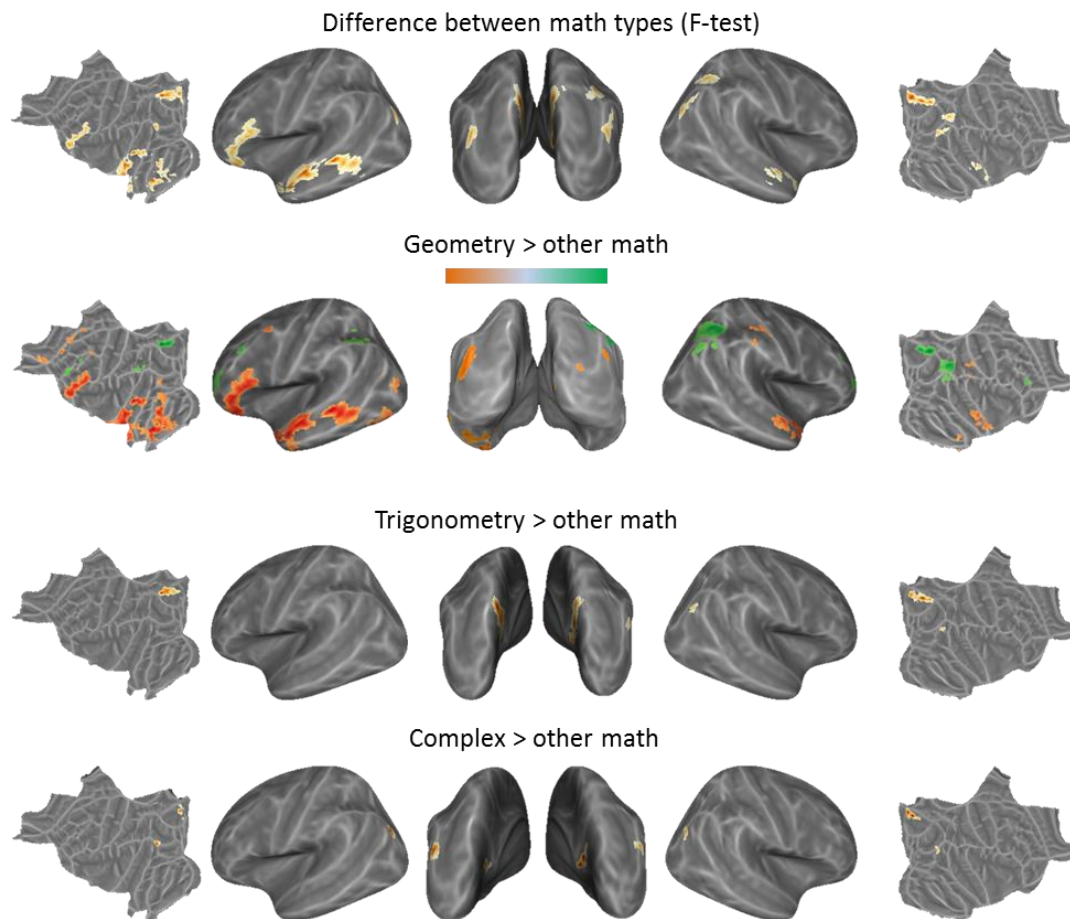 Difference between math types (F-test)
Geometry > other math
Trigonometry > other math
Complex > other math